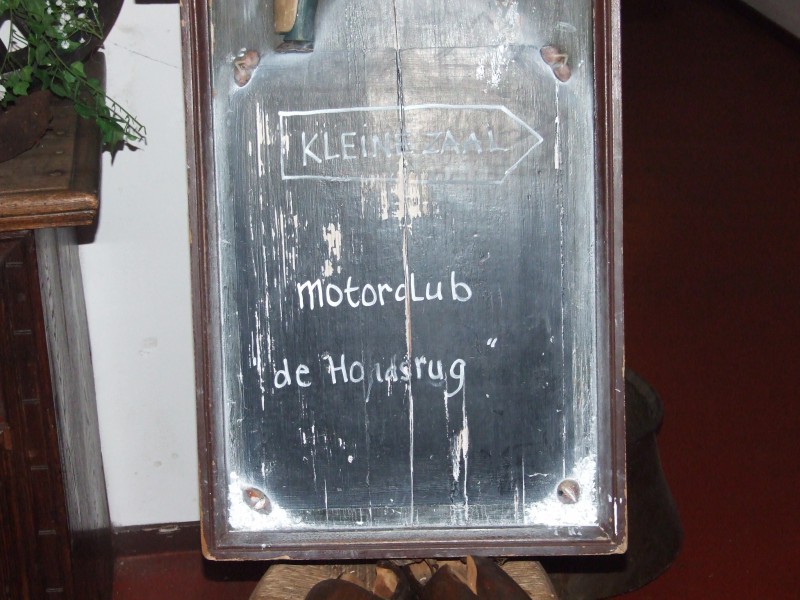 KLEINE ZAAL
motorclub
"de Hondsrug"